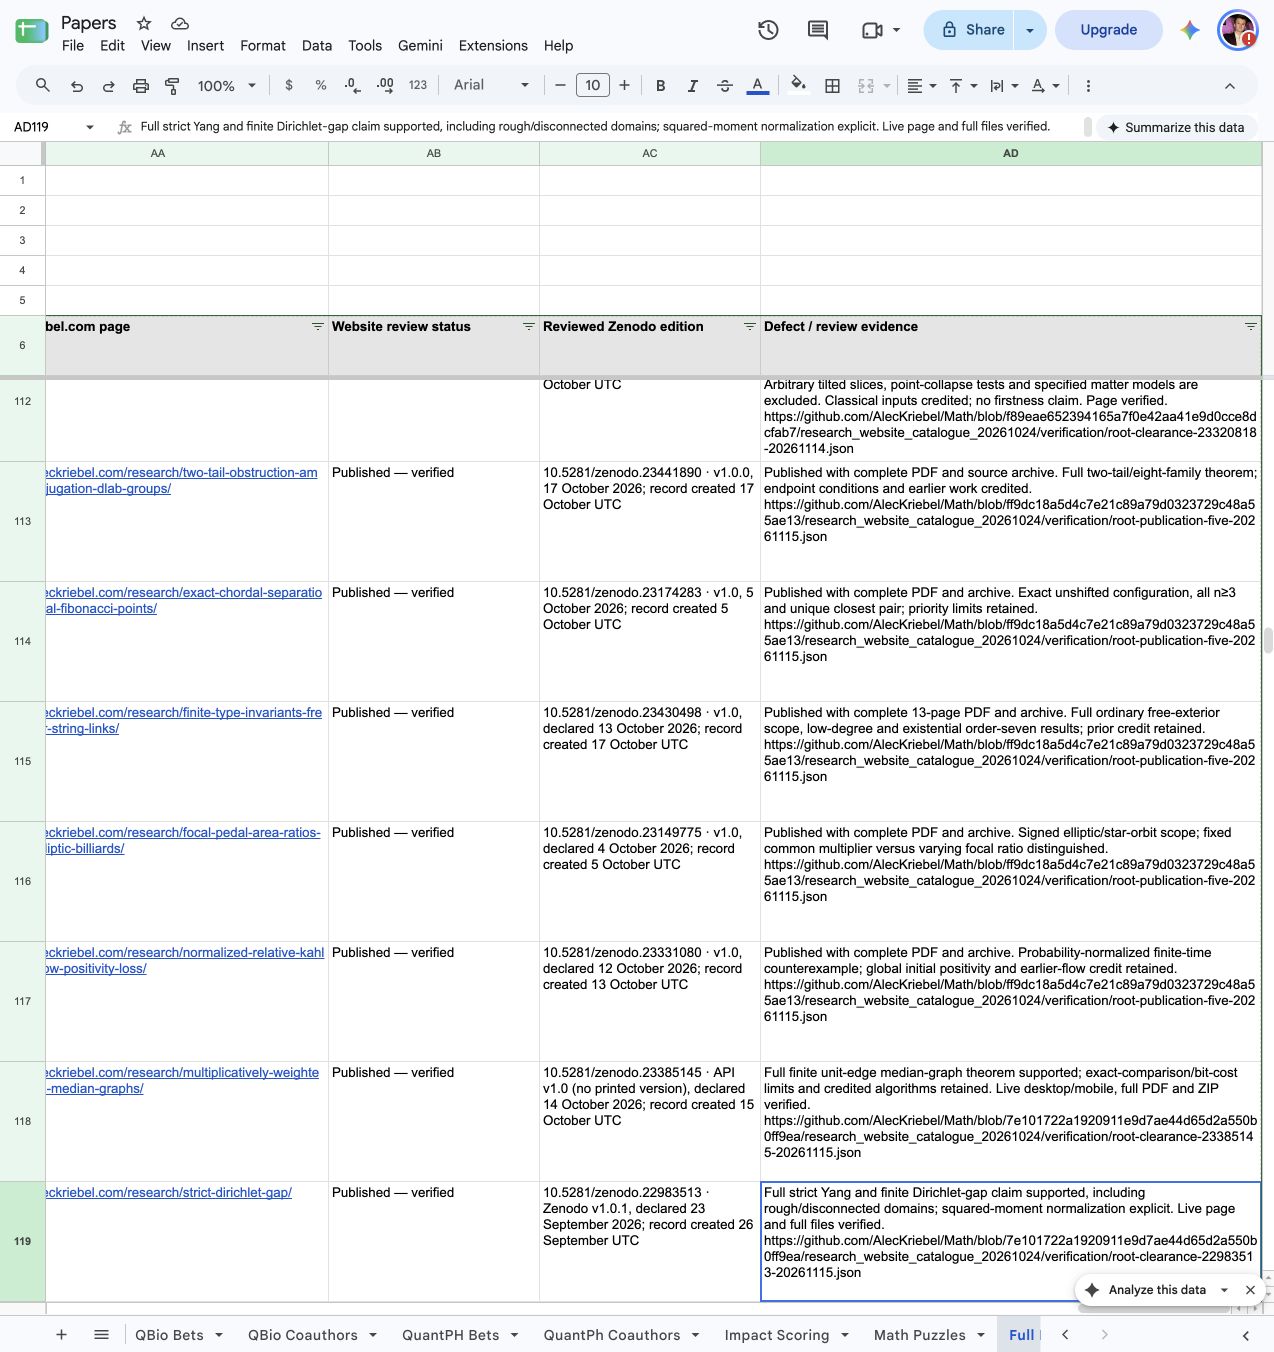 Papers
File Edit View Insert Format Data Tools Gemini Extensions Help
Share
Upgrade
100% $ % .0 .00 123 Arial 10 B I S A
AD119
fx Full strict Yang and finite Dirichlet-gap claim supported, including rough/disconnected domains; squared-moment normalization explicit. Live page and full files verified.
Summarize this data
AA AB AC AD
1
2
3
4
5
6
bel.com page
Website review status
Reviewed Zenodo edition
Defect / review evidence
112
October UTC
Arbitrary tilted slices, point-collapse tests and specified matter models are
excluded. Classical inputs credited; no firstness claim. Page verified.
https://github.com/AlecKriebel/Math/blob/f89eae652394165a7f0e42aa41e9d0cce8d
cfab7/research_website_catalogue_20261024/verification/root-clearance-23320818
-20261114.json
113
eckriebel.com/research/two-tail-obstruction-am
jugation-dlab-groups/
Published — verified
10.5281/zenodo.23441890 · v1.0.0,
17 October 2026; record created 17
October UTC
Published with complete PDF and source archive. Full two-tail/eight-family theorem;
endpoint conditions and earlier work credited.
https://github.com/AlecKriebel/Math/blob/ff9dc18a5d4c7e21c89a79d0323729c48a5
5ae13/research_website_catalogue_20261024/verification/root-publication-five-202
61115.json
114
eckriebel.com/research/exact-chordal-separatio
al-fibonacci-points/
Published — verified
10.5281/zenodo.23174283 · v1.0, 5
October 2026; record created 5
October UTC
Published with complete PDF and archive. Exact unshifted configuration, all n≥3
and unique closest pair; priority limits retained.
https://github.com/AlecKriebel/Math/blob/ff9dc18a5d4c7e21c89a79d0323729c48a5
5ae13/research_website_catalogue_20261024/verification/root-publication-five-202
61115.json
115
eckriebel.com/research/finite-type-invariants-fre
r-string-links/
Published — verified
10.5281/zenodo.23430498 · v1.0,
declared 13 October 2026; record
created 17 October UTC
Published with complete 13-page PDF and archive. Full ordinary free-exterior
scope, low-degree and existential order-seven results; prior credit retained.
https://github.com/AlecKriebel/Math/blob/ff9dc18a5d4c7e21c89a79d0323729c48a5
5ae13/research_website_catalogue_20261024/verification/root-publication-five-202
61115.json
116
eckriebel.com/research/focal-pedal-area-ratios-
liptic-billiards/
Published — verified
10.5281/zenodo.23149775 · v1.0,
declared 4 October 2026; record
created 5 October UTC
Published with complete PDF and archive. Signed elliptic/star-orbit scope; fixed
common multiplier versus varying focal ratio distinguished.
https://github.com/AlecKriebel/Math/blob/ff9dc18a5d4c7e21c89a79d0323729c48a5
5ae13/research_website_catalogue_20261024/verification/root-publication-five-202
61115.json
117
eckriebel.com/research/normalized-relative-kahl
ow-positivity-loss/
Published — verified
10.5281/zenodo.23331080 · v1.0,
declared 12 October 2026; record
created 13 October UTC
Published with complete PDF and archive. Probability-normalized finite-time
counterexample; global initial positivity and earlier-flow credit retained.
https://github.com/AlecKriebel/Math/blob/ff9dc18a5d4c7e21c89a79d0323729c48a5
5ae13/research_website_catalogue_20261024/verification/root-publication-five-202
61115.json
118
eckriebel.com/research/multiplicatively-weighte
-median-graphs/
Published — verified
10.5281/zenodo.23385145 · API
v1.0 (no printed version), declared
14 October 2026; record created 15
October UTC
Full finite unit-edge median-graph theorem supported; exact-comparison/bit-cost
limits and credited algorithms retained. Live desktop/mobile, full PDF and ZIP
verified.
https://github.com/AlecKriebel/Math/blob/7e101722a1920911e9d7ae44d65d2a550b
0ff9ea/research_website_catalogue_20261024/verification/root-clearance-2338514
5-20261115.json
119
eckriebel.com/research/strict-dirichlet-gap/
Published — verified
10.5281/zenodo.22983513 ·
Zenodo v1.0.1, declared 23
September 2026; record created 26
September UTC
Full strict Yang and finite Dirichlet-gap claim supported, including
rough/disconnected domains; squared-moment normalization explicit. Live page
and full files verified.
https://github.com/AlecKriebel/Math/blob/7e101722a1920911e9d7ae44d65d2a550b
0ff9ea/research_website_catalogue_20261024/verification/root-clearance-2298351
3-20261115.json
Analyze this data
QBio Bets QBio Coauthors QuantPH Bets QuantPh Coauthors Impact Scoring Math Puzzles Full